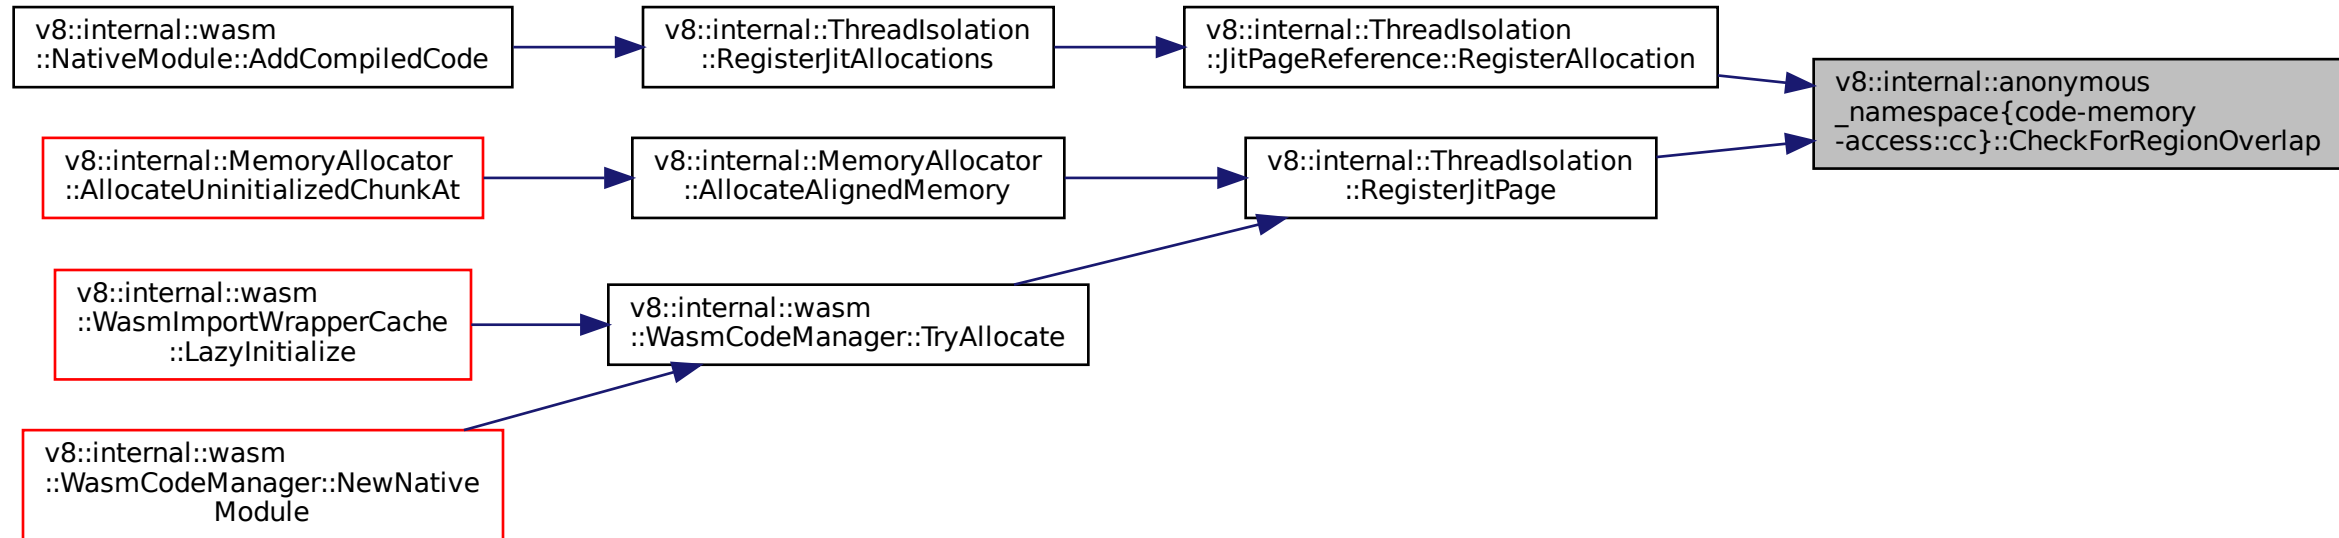 v8::internal::wasm
::NativeModule::AddCompiledCode
v8::internal::ThreadIsolation
::RegisterJitAllocations
v8::internal::ThreadIsolation
::JitPageReference::RegisterAllocation
v8::internal::anonymous
_namespace{code-memory
-access::cc}::CheckForRegionOverlap
v8::internal::MemoryAllocator
::AllocateUninitializedChunkAt
v8::internal::MemoryAllocator
::AllocateAlignedMemory
v8::internal::ThreadIsolation
::RegisterJitPage
v8::internal::wasm
::WasmImportWrapperCache
::LazyInitialize
v8::internal::wasm
::WasmCodeManager::TryAllocate
v8::internal::wasm
::WasmCodeManager::NewNative
Module